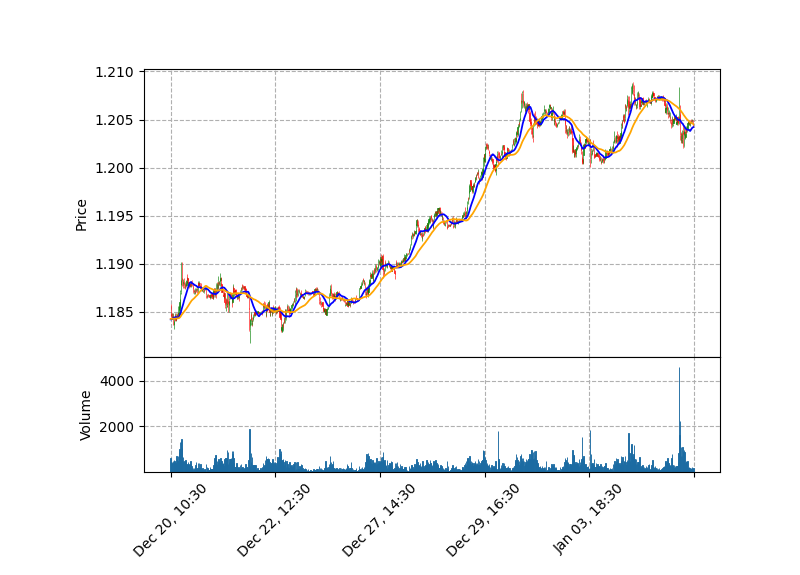 1.210
1.205
1.200
1.195
1.190
1.185
Price
4000
2000
Volume
Dec 20, 10:30
Dec 22, 12:30
Dec 27, 14:30
Dec 29, 16:30
Jan 03, 18:30